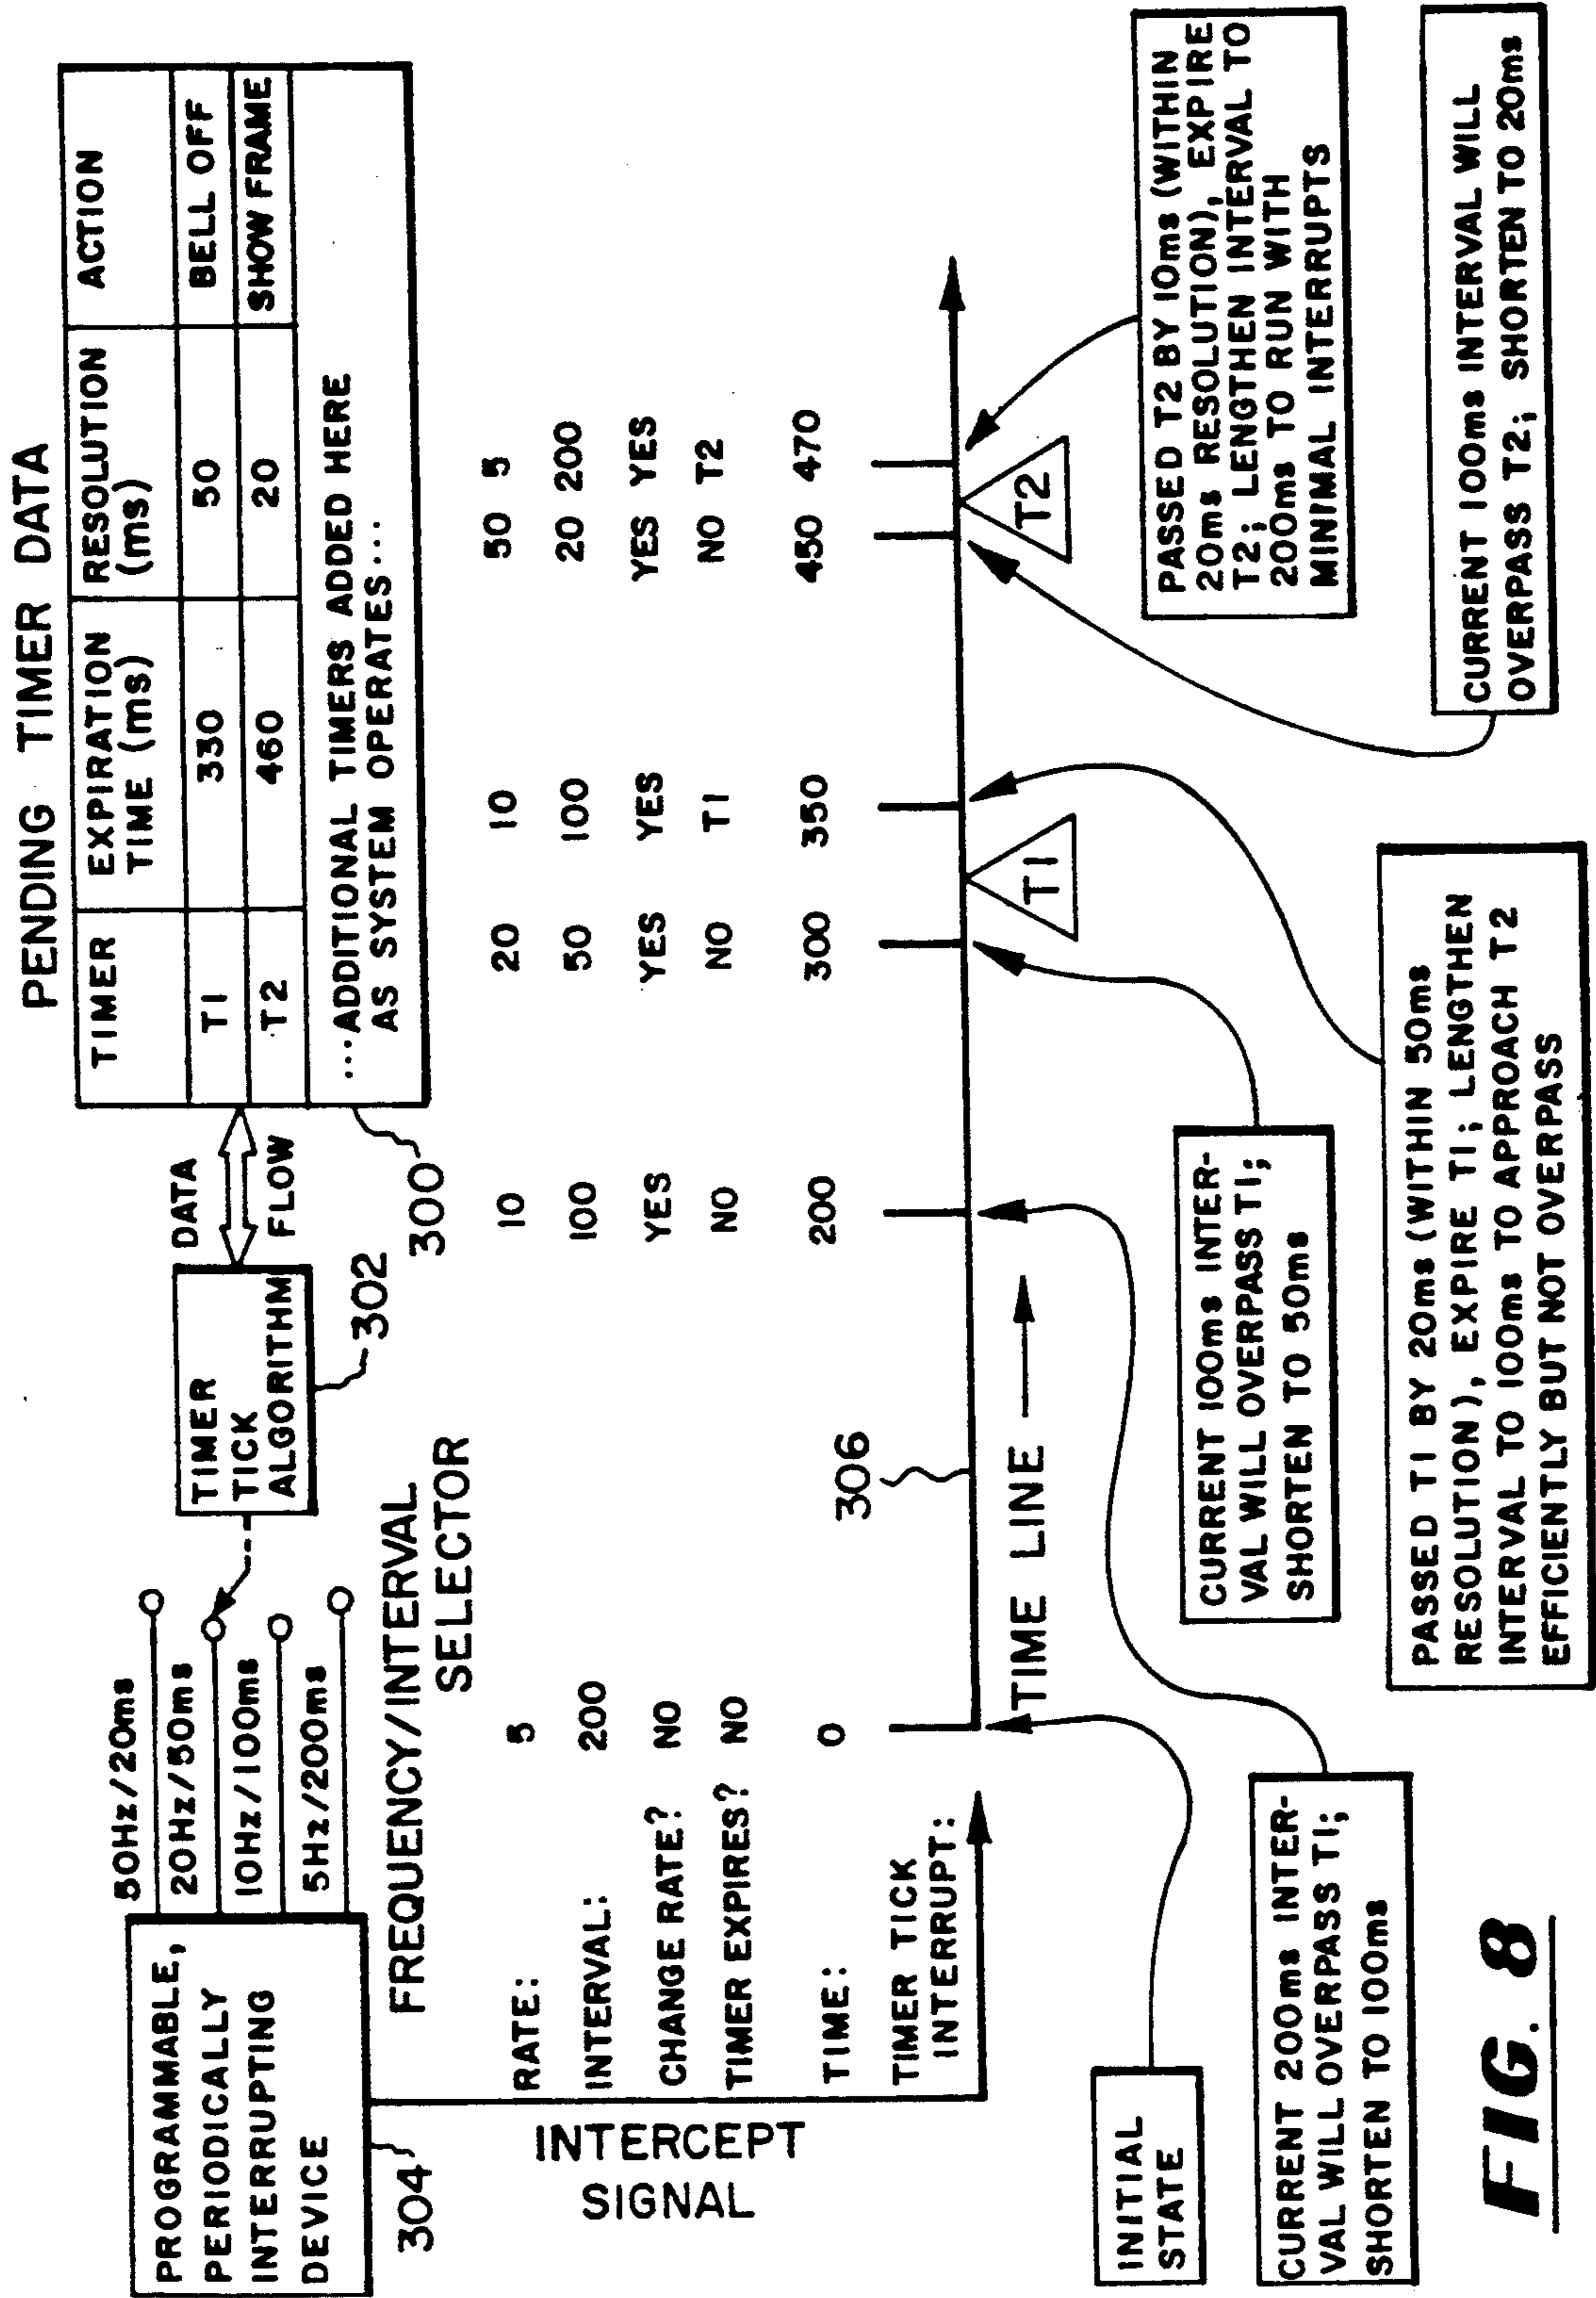 PENDING TIMER DATA
TIMER
EXPIRATION
TIME (ms)
RESOLUTION
(ms)
ACTION
T1 330 50 BELL OFF
T2 460 20 SHOW FRAME
...ADDITIONAL TIMERS ADDED HERE
AS SYSTEM OPERATES...
300
DATA
FLOW
TIMER
TICK
ALGORITHM
302
50Hz/20ms
20Hz/50ms
10Hz/100ms
5Hz/200ms
FREQUENCY/INTERVAL
SELECTOR
PROGRAMMABLE,
PERIODICALLY
INTERRUPTING
DEVICE
304
INTERCEPT
SIGNAL
RATE: 5 10 20 10 50 5
INTERVAL: 200 100 50 100 20 200
CHANGE RATE? NO YES YES YES YES YES
TIMER EXPIRES? NO NO NO T1 NO T2
TIME: 0 200 300 350 450 470
TIMER TICK
INTERRUPT:
306
TIME LINE
T1
T2
INITIAL
STATE
CURRENT 200ms INTER-
VAL WILL OVERPASS T1;
SHORTEN TO 100ms
CURRENT 100ms INTER-
VAL WILL OVERPASS T1;
SHORTEN TO 50ms
PASSED T1 BY 20ms (WITHIN 50ms
RESOLUTION), EXPIRE T1; LENGTHEN
INTERVAL TO 100ms TO APPROACH T2
EFFICIENTLY BUT NOT OVERPASS
PASSED T2 BY 10ms (WITHIN
20ms RESOLUTION), EXPIRE
T2; LENGTHEN INTERVAL TO
200ms TO RUN WITH
MINIMAL INTERRUPTS
CURRENT 100ms INTERVAL WILL
OVERPASS T2; SHORTEN TO 20ms
FIG. 8